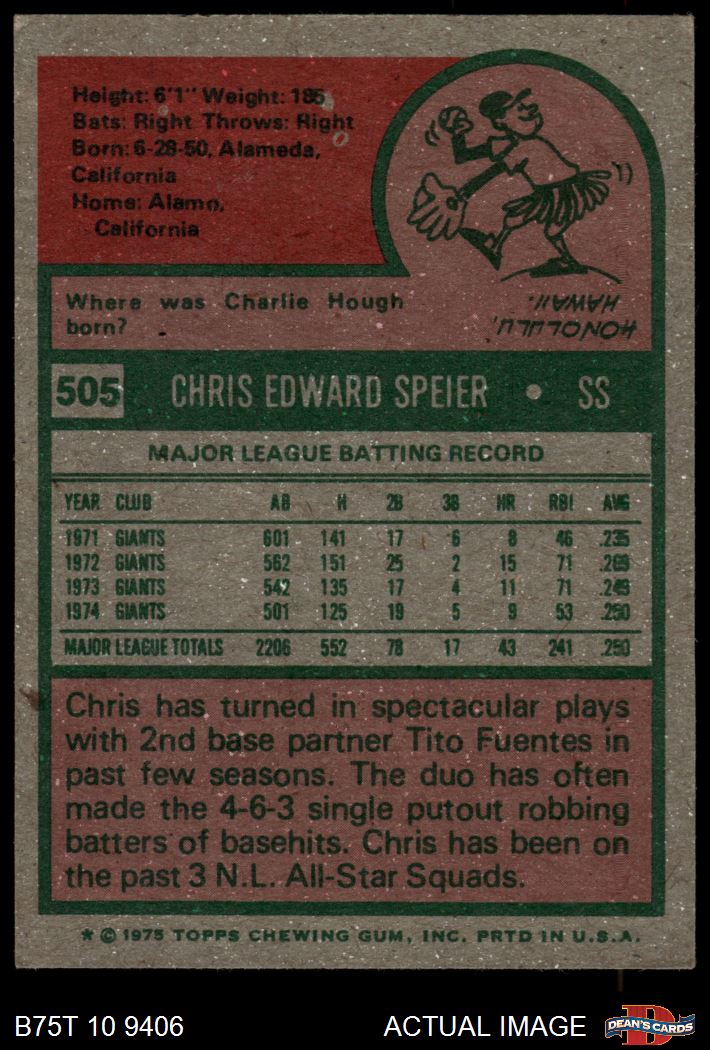 Height: 6'1" Weight: 185
Bats: Right Throws: Right
Born: 6-28-50, Alameda,
California
Home: Alamo,
California
Where was Charlie Hough
born?
HONOLULU,
HAWAII.
505 CHRIS EDWARD SPEIER • SS
MAJOR LEAGUE BATTING RECORD
YEAR CLUB AB H 2B 3B HR RBI AVG
1971 GIANTS 601 141 17 6 8 46 .235
1972 GIANTS 562 151 25 2 15 71 .269
1973 GIANTS 542 135 17 4 11 71 .249
1974 GIANTS 501 125 19 5 9 53 .250
MAJOR LEAGUE TOTALS 2206 552 78 17 43 241 .250
Chris has turned in spectacular plays
with 2nd base partner Tito Fuentes in
past few seasons. The duo has often
made the 4-6-3 single putout robbing
batters of basehits. Chris has been on
the past 3 N.L. All-Star Squads.
* © 1975 TOPPS CHEWING GUM, INC. PRTD IN U.S.A.
B75T 10 9406 ACTUAL IMAGE DEAN'S CARDS